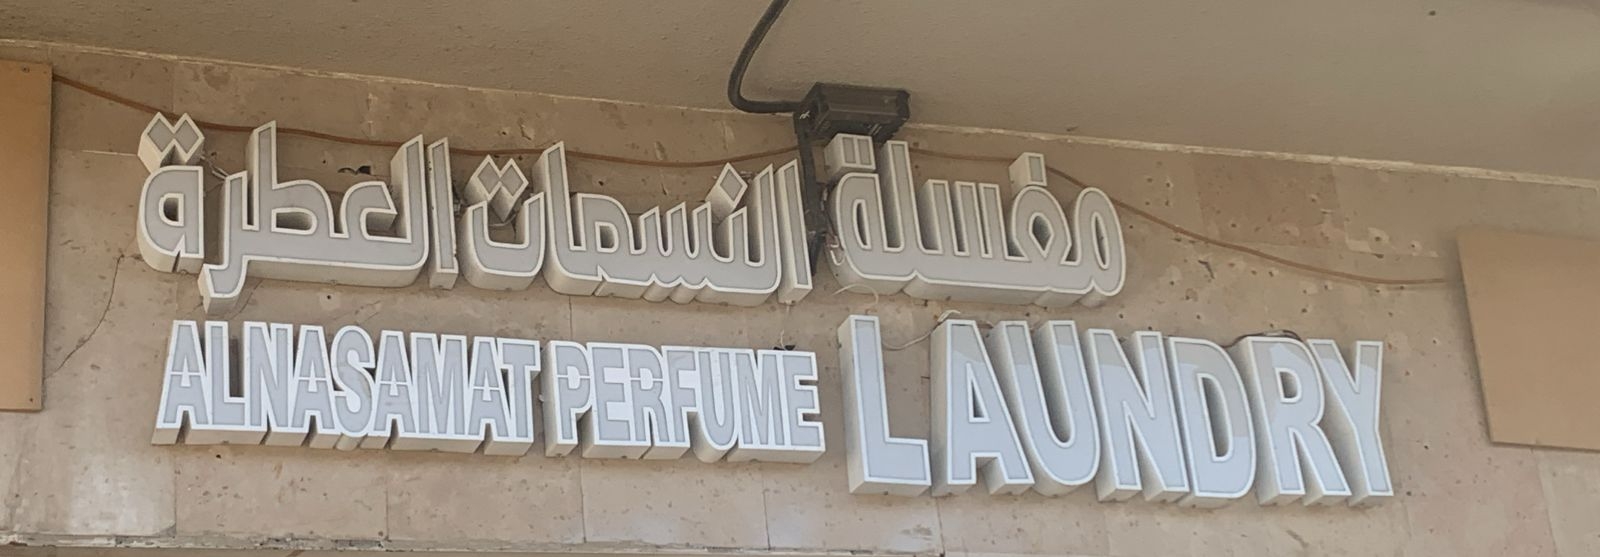 مغسلة النسمات العطرة
ALNASAMAT PERFUME LAUNDRY